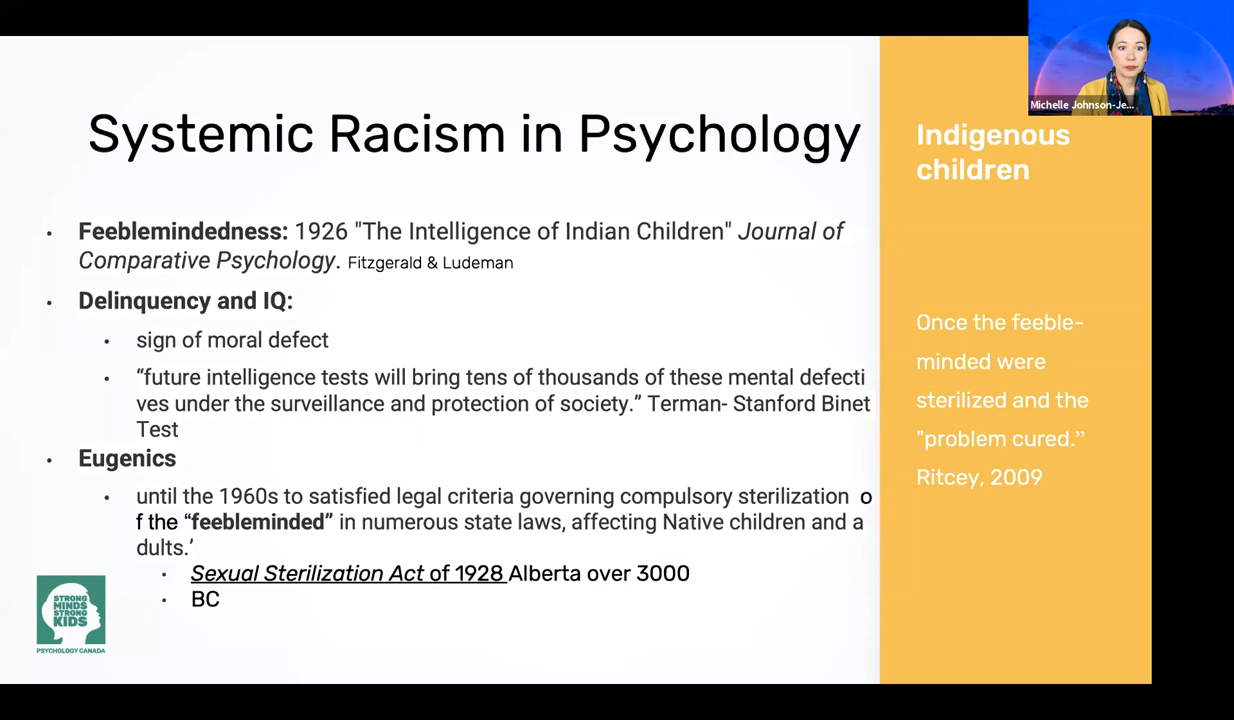 Michelle Johnson-Je...
Systemic Racism in Psychology
Indigenous
children
• Feeblemindedness: 1926 "The Intelligence of Indian Children" Journal of
Comparative Psychology. Fitzgerald & Ludeman
• Delinquency and IQ:
• sign of moral defect
• “future intelligence tests will bring tens of thousands of these mental defecti
ves under the surveillance and protection of society.” Terman- Stanford Binet
Test
• Eugenics
• until the 1960s to satisfied legal criteria governing compulsory sterilization o
f the “feebleminded” in numerous state laws, affecting Native children and a
dults.’
• Sexual Sterilization Act of 1928 Alberta over 3000
• BC
Once the feeble-
minded were
sterilized and the
"problem cured.”
Ritcey, 2009
STRONG
MINDS
STRONG
KIDS
PSYCHOLOGY CANADA